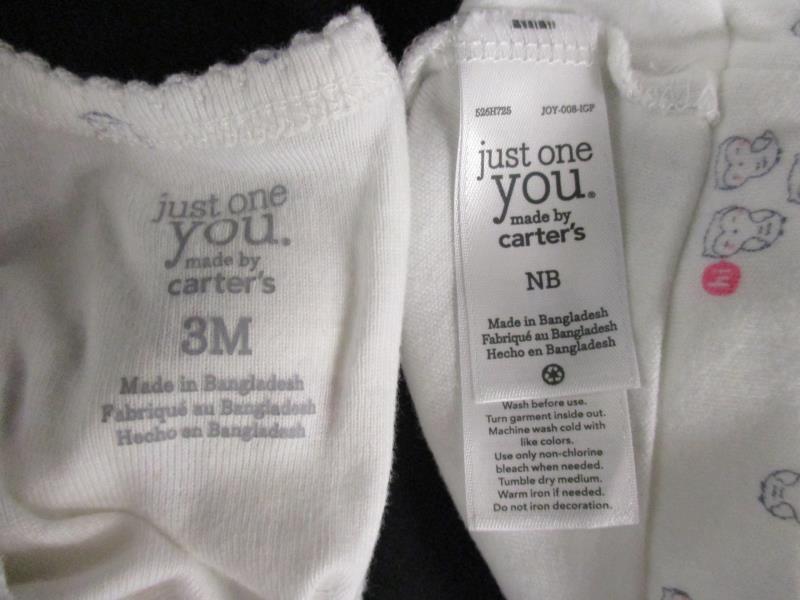 just one
you.
made by
carter's
3M
Made in Bangladesh
Fabriqué au Bangladesh
Hecho en Bangladesh
526H725 JOY-008-IGF
just one
you®
made by
carter's
NB
Made in Bangladesh
Fabriqué au Bangladesh
Hecho en Bangladesh
Wash before use.
Turn garment inside out.
Machine wash cold with
like colors.
Use only non-chlorine
bleach when needed.
Tumble dry medium.
Warm iron if needed.
Do not iron decoration.
hi